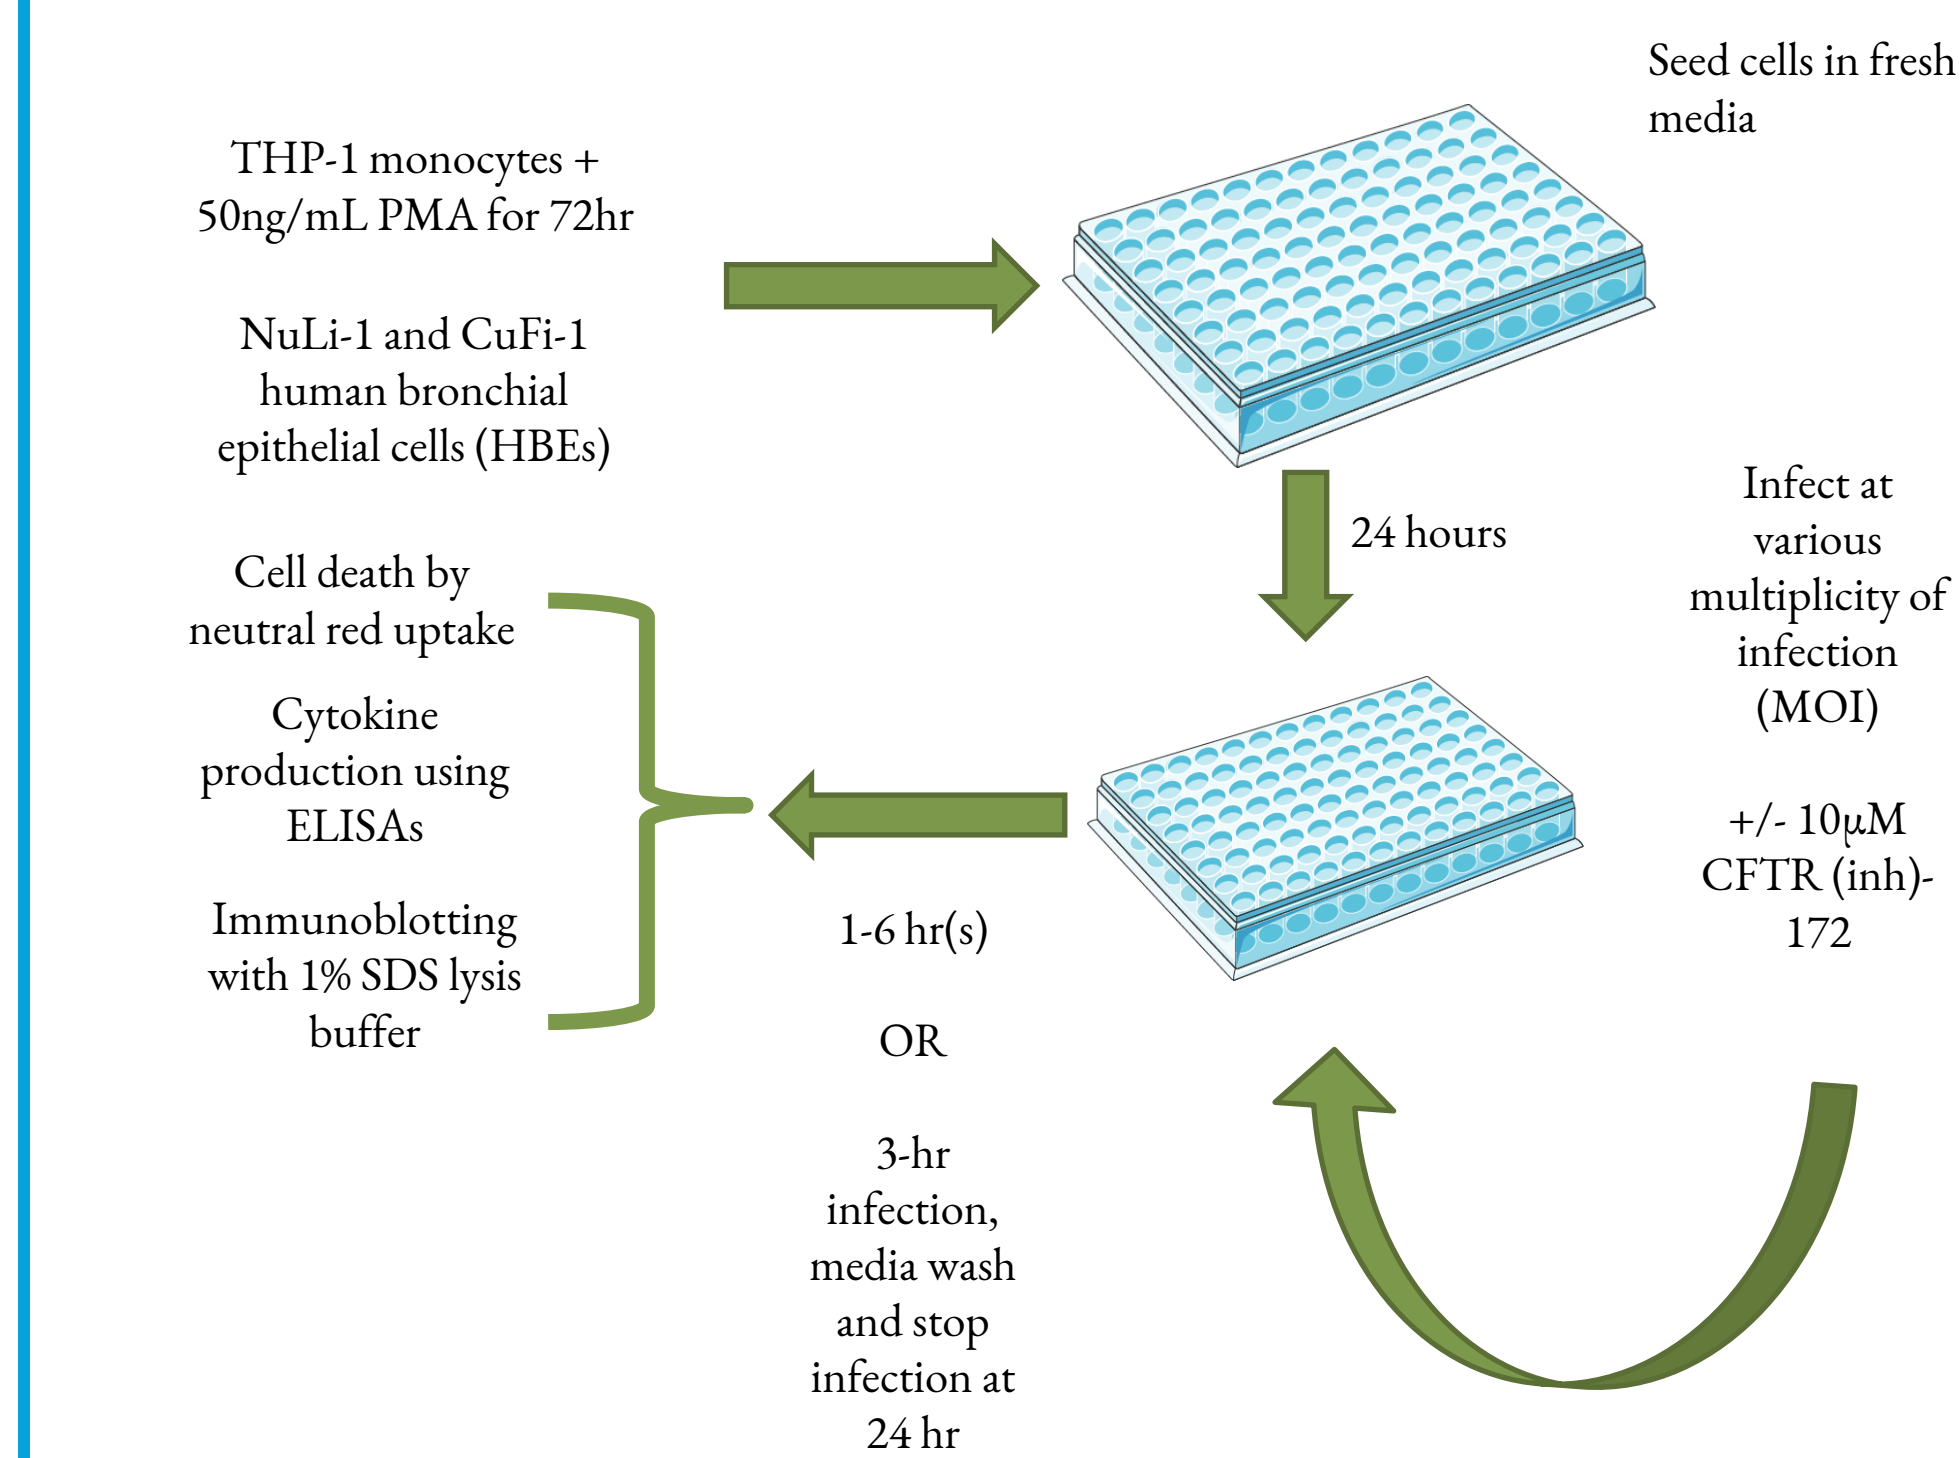 THP-1 monocytes +
50ng/mL PMA for 72hr
NuLi-1 and CuFi-1
human bronchial
epithelial cells (HBEs)
Seed cells in fresh
media
24 hours
Infect at
various
multiplicity of
infection
(MOI)
+/- 10μM
CFTR (inh)-
172
1-6 hr(s)
OR
3-hr
infection,
media wash
and stop
infection at
24 hr
Cell death by
neutral red uptake
Cytokine
production using
ELISAs
Immunoblotting
with 1% SDS lysis
buffer